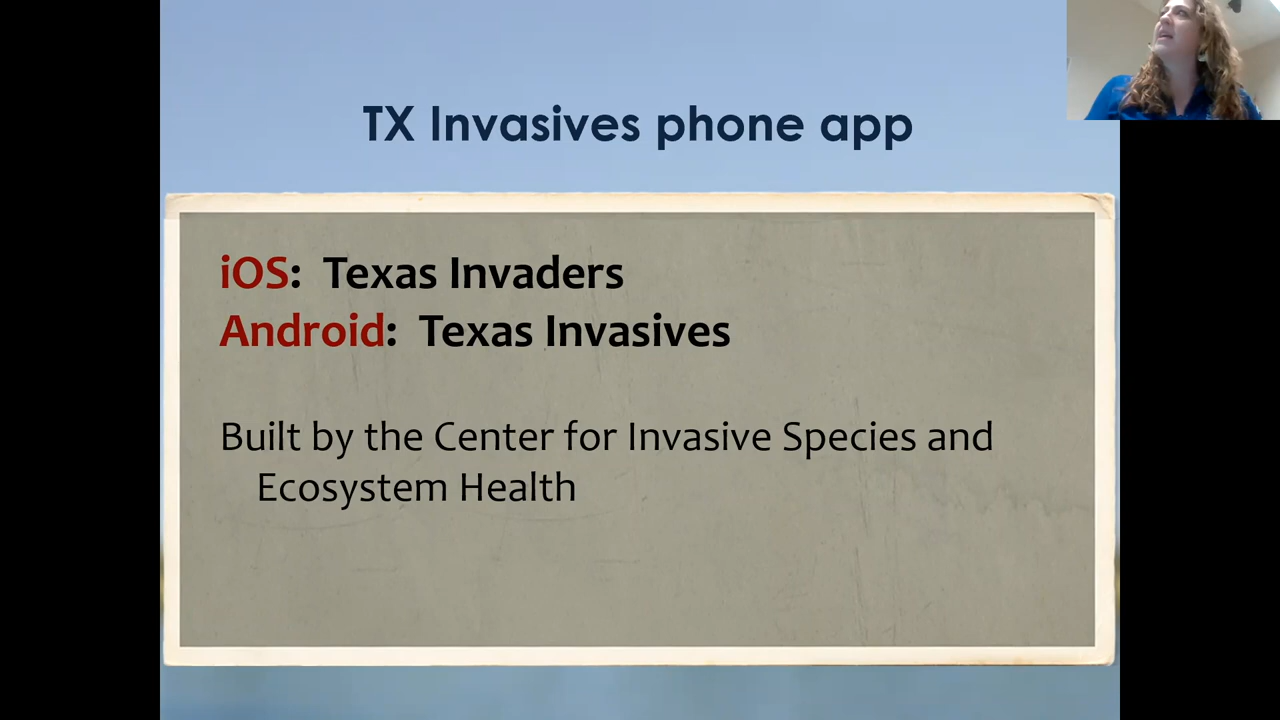 TX Invasives phone app
iOS:  Texas Invaders
Android:  Texas Invasives
Built by the Center for Invasive Species and
Ecosystem Health